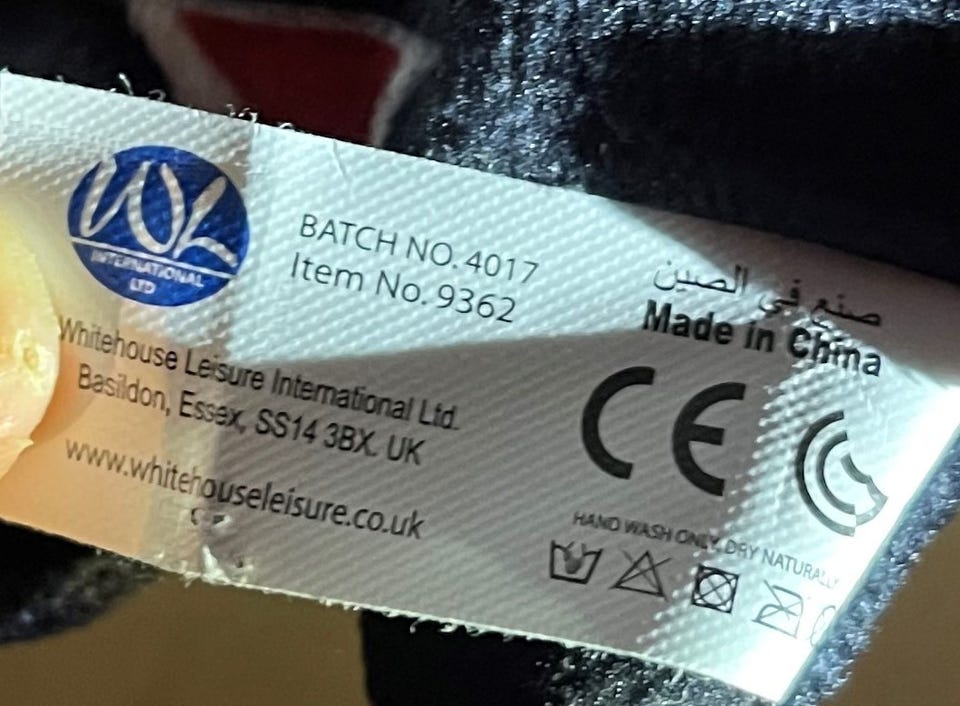 WL
INTERNATIONAL
LTD
BATCH NO. 4017
Item No. 9362
Whitehouse Leisure International Ltd.
Basildon, Essex, SS14 3BX. UK
www.whitehouseleisure.co.uk
صنع في الصين
Made in China
CE
HAND WASH ONLY. DRY NATURALLY